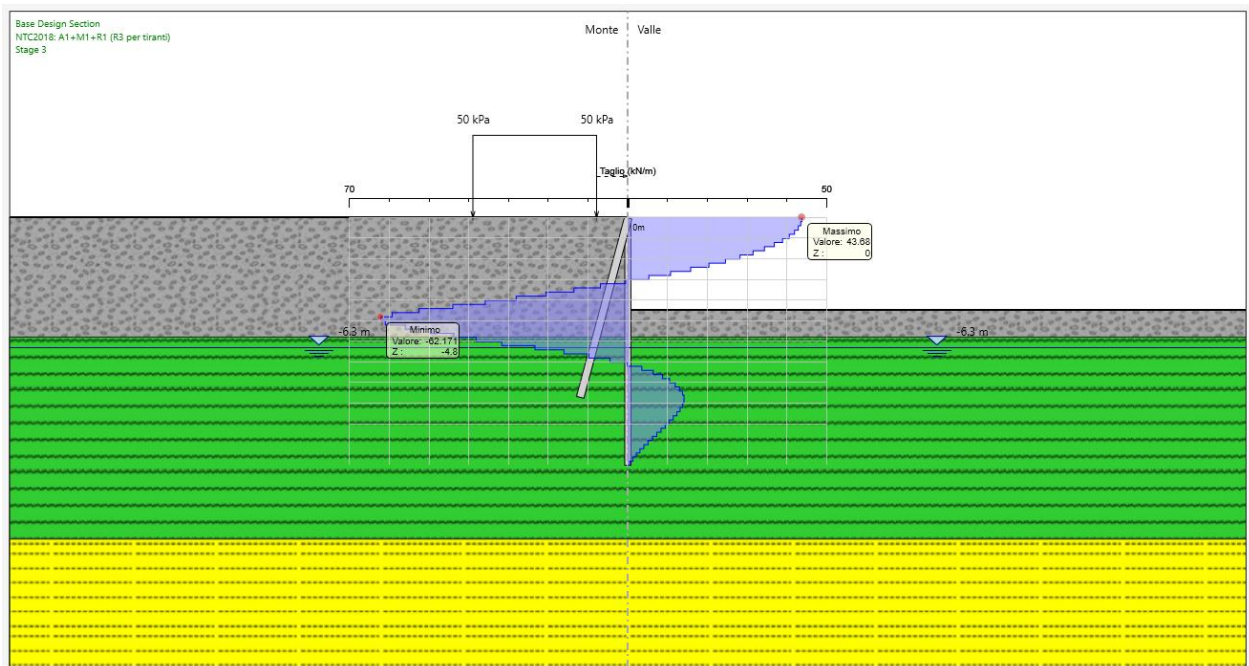 Base Design Section
NTC2018: A1+M1+R1 (R3 per tiranti)
Stage 3
Monte
Valle
50 kPa
50 kPa
Taglio (kN/m)
70
50
0m
Massimo
Valore: 43.68
Z : 0
-6.3 m
Minimo
Valore: -62.171
Z : -4.8
-6.3 m